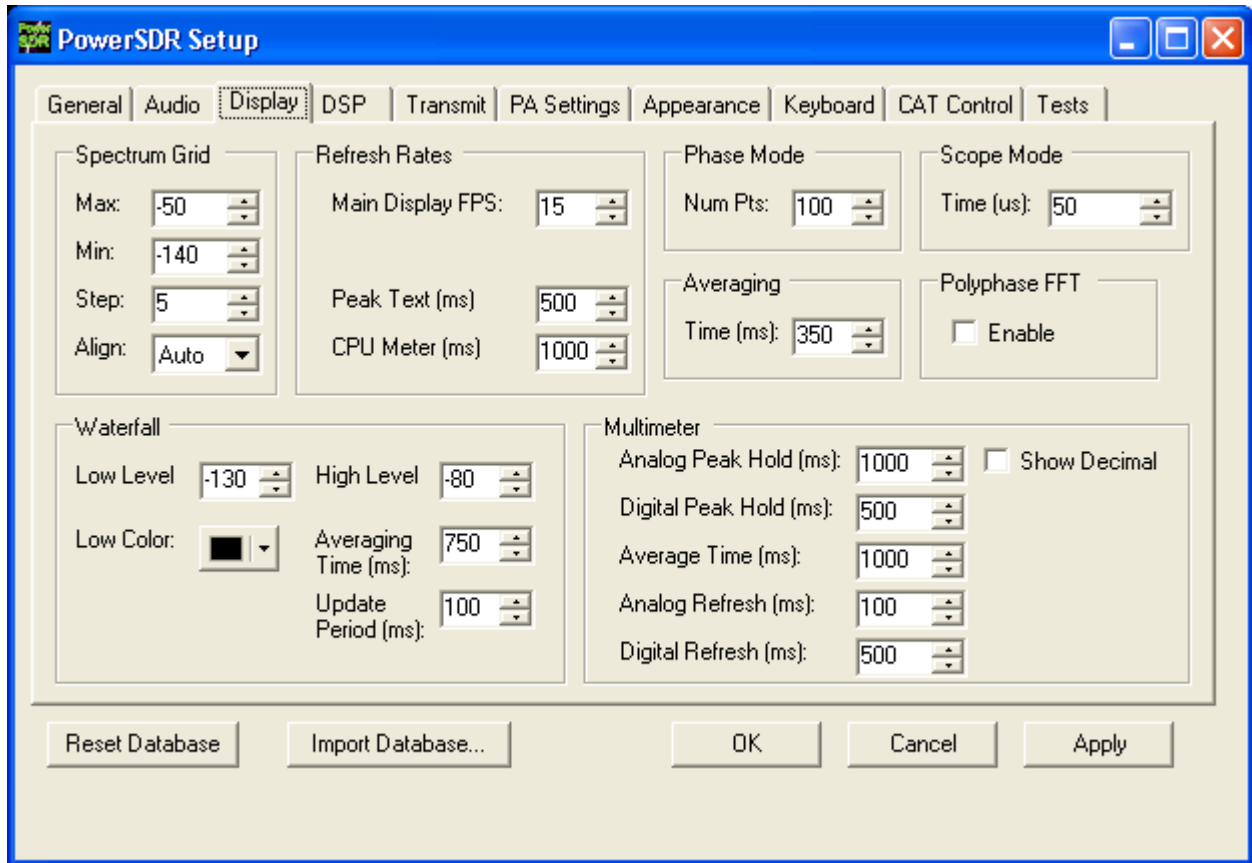 PowerSDR Setup
General Audio Display DSP Transmit PA Settings Appearance Keyboard CAT Control Tests
Spectrum Grid
Max: -50
Min: -140
Step: 5
Align: Auto
Refresh Rates
Main Display FPS: 15
Peak Text (ms) 500
CPU Meter (ms) 1000
Phase Mode
Num Pts: 100
Scope Mode
Time (us): 50
Averaging
Time (ms): 350
Polyphase FFT
Enable
Waterfall
Low Level -130 High Level -80
Low Color:
Averaging
Time (ms): 750
Update
Period (ms): 100
Multimeter
Analog Peak Hold (ms): 1000 Show Decimal
Digital Peak Hold (ms): 500
Average Time (ms): 1000
Analog Refresh (ms): 100
Digital Refresh (ms): 500
Reset Database Import Database... OK Cancel Apply